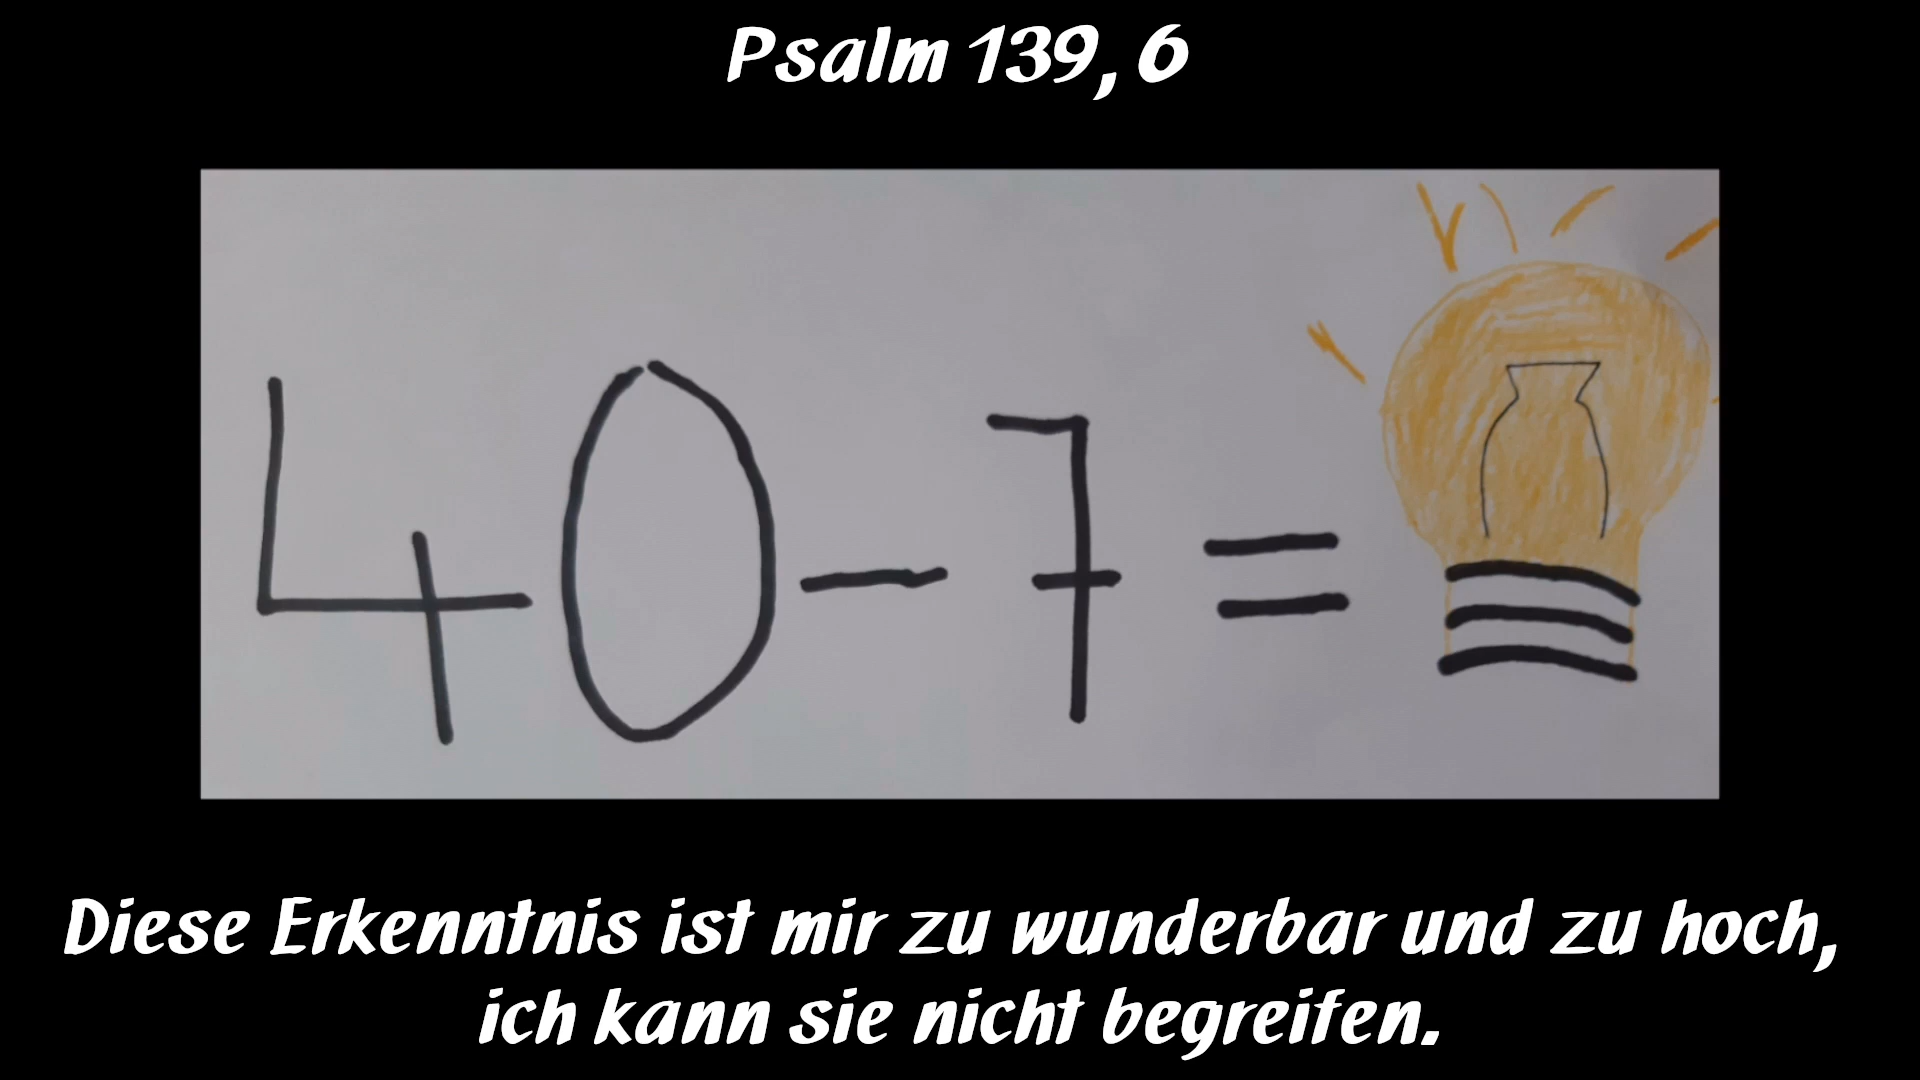 Psalm 139, 6
40 - 7 =
Diese Erkenntnis ist mir zu wunderbar und zu hoch,
ich kann sie nicht begreifen.